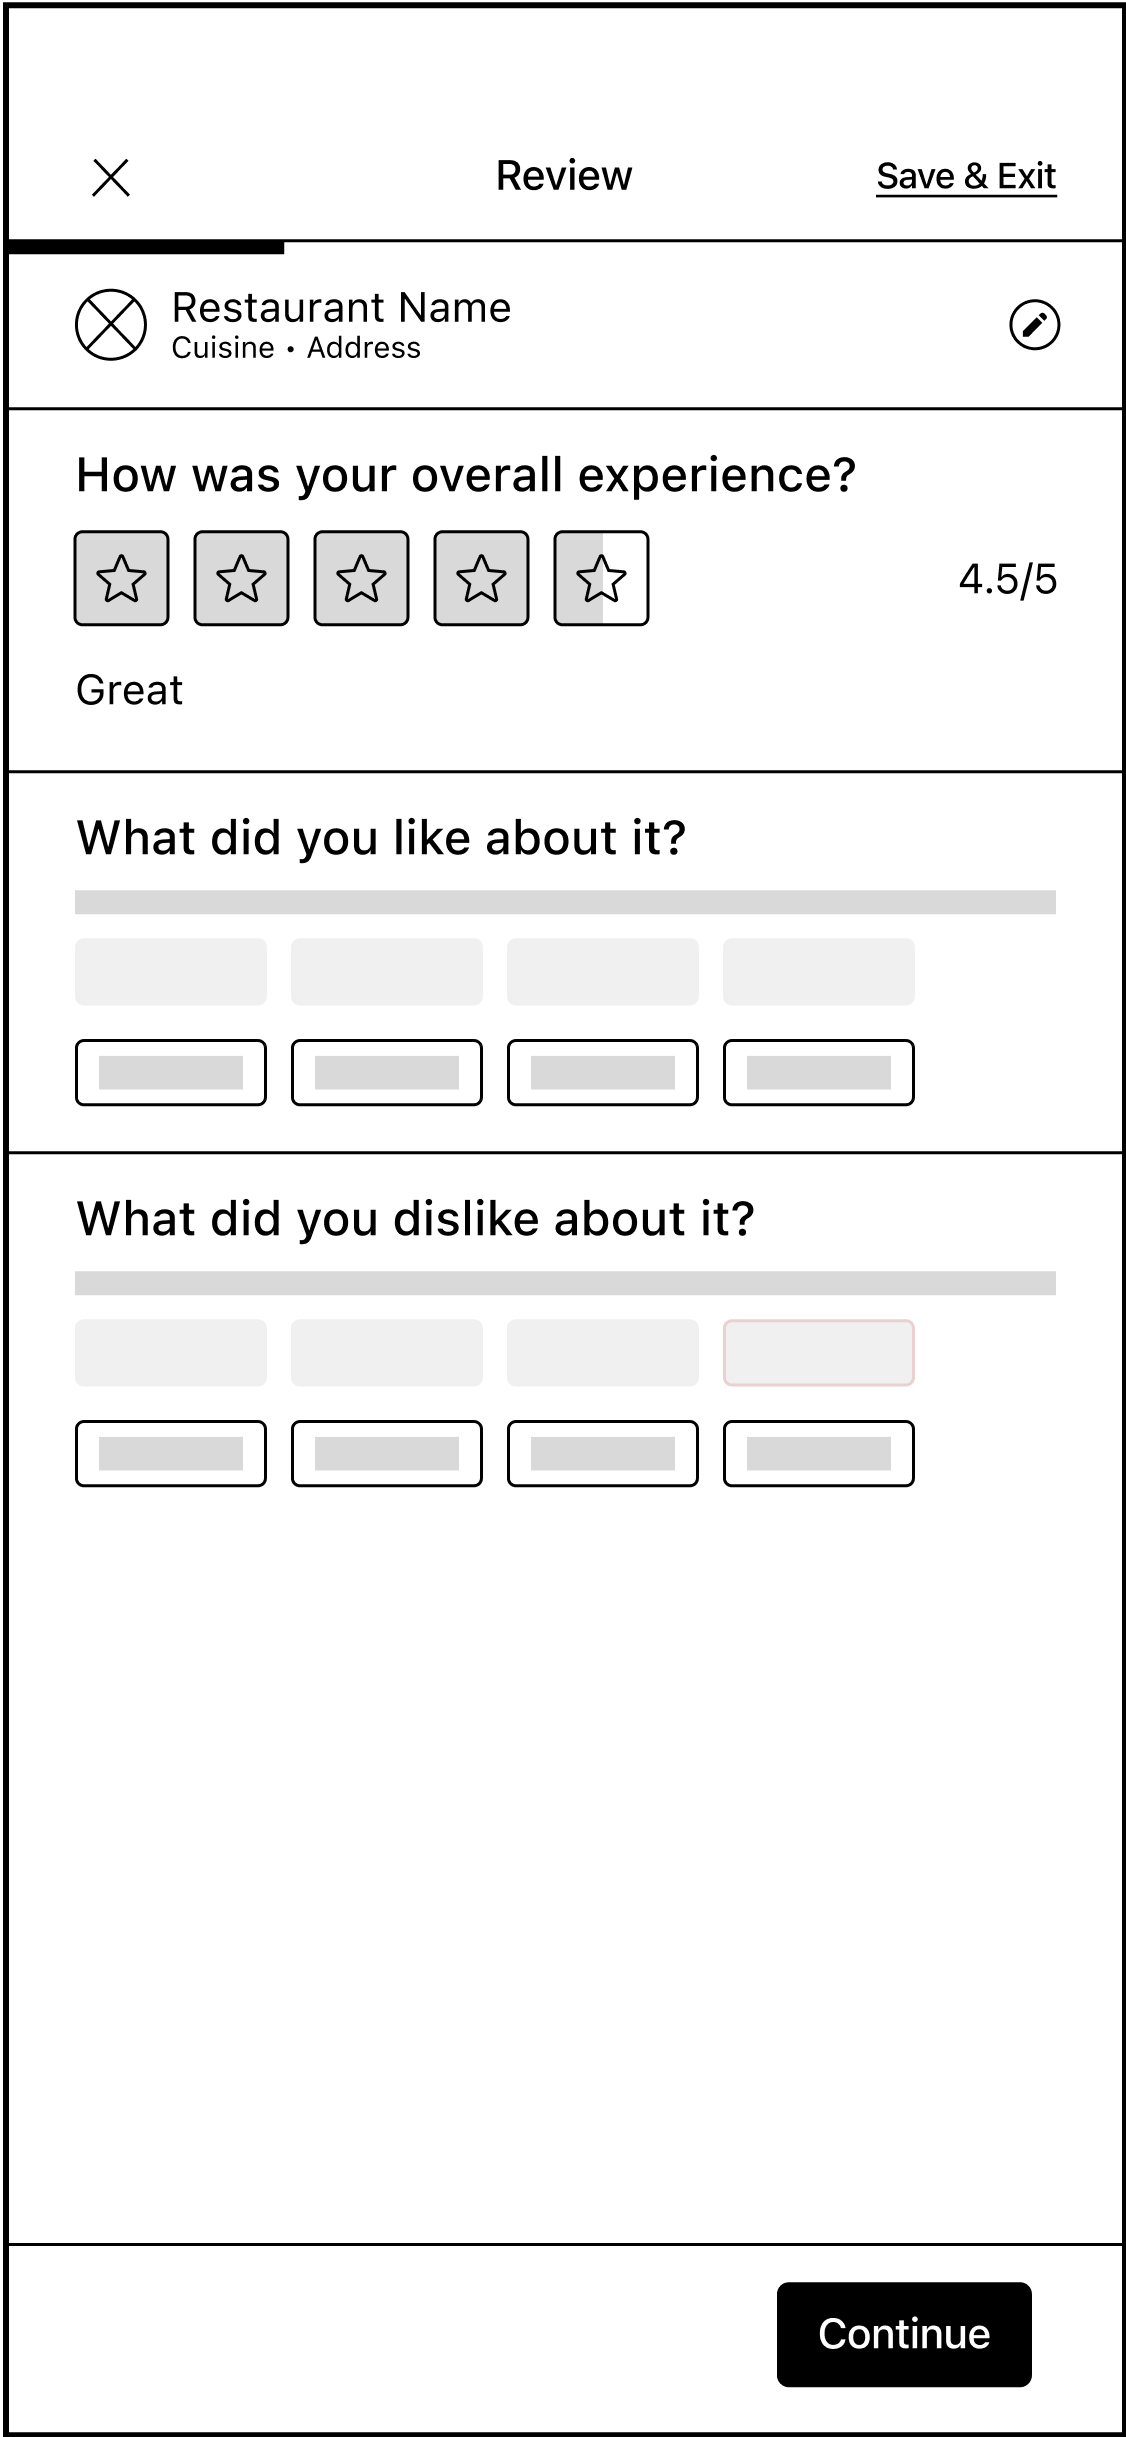 Review
Save & Exit
Restaurant Name
Cuisine • Address
How was your overall experience?
4.5/5
Great
What did you like about it?
What did you dislike about it?
Continue